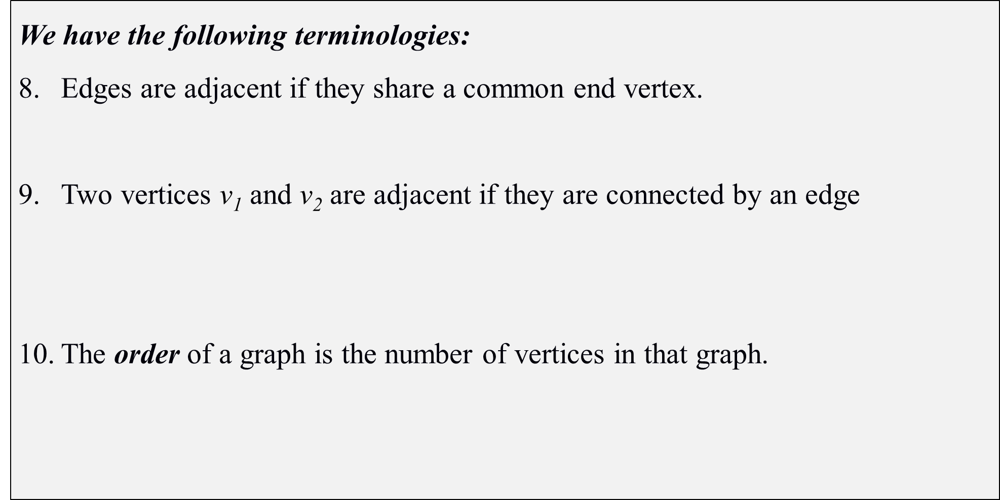 We have the following terminologies:
8. Edges are adjacent if they share a common end vertex.
9. Two vertices v₁ and v₂ are adjacent if they are connected by an edge
10. The order of a graph is the number of vertices in that graph.